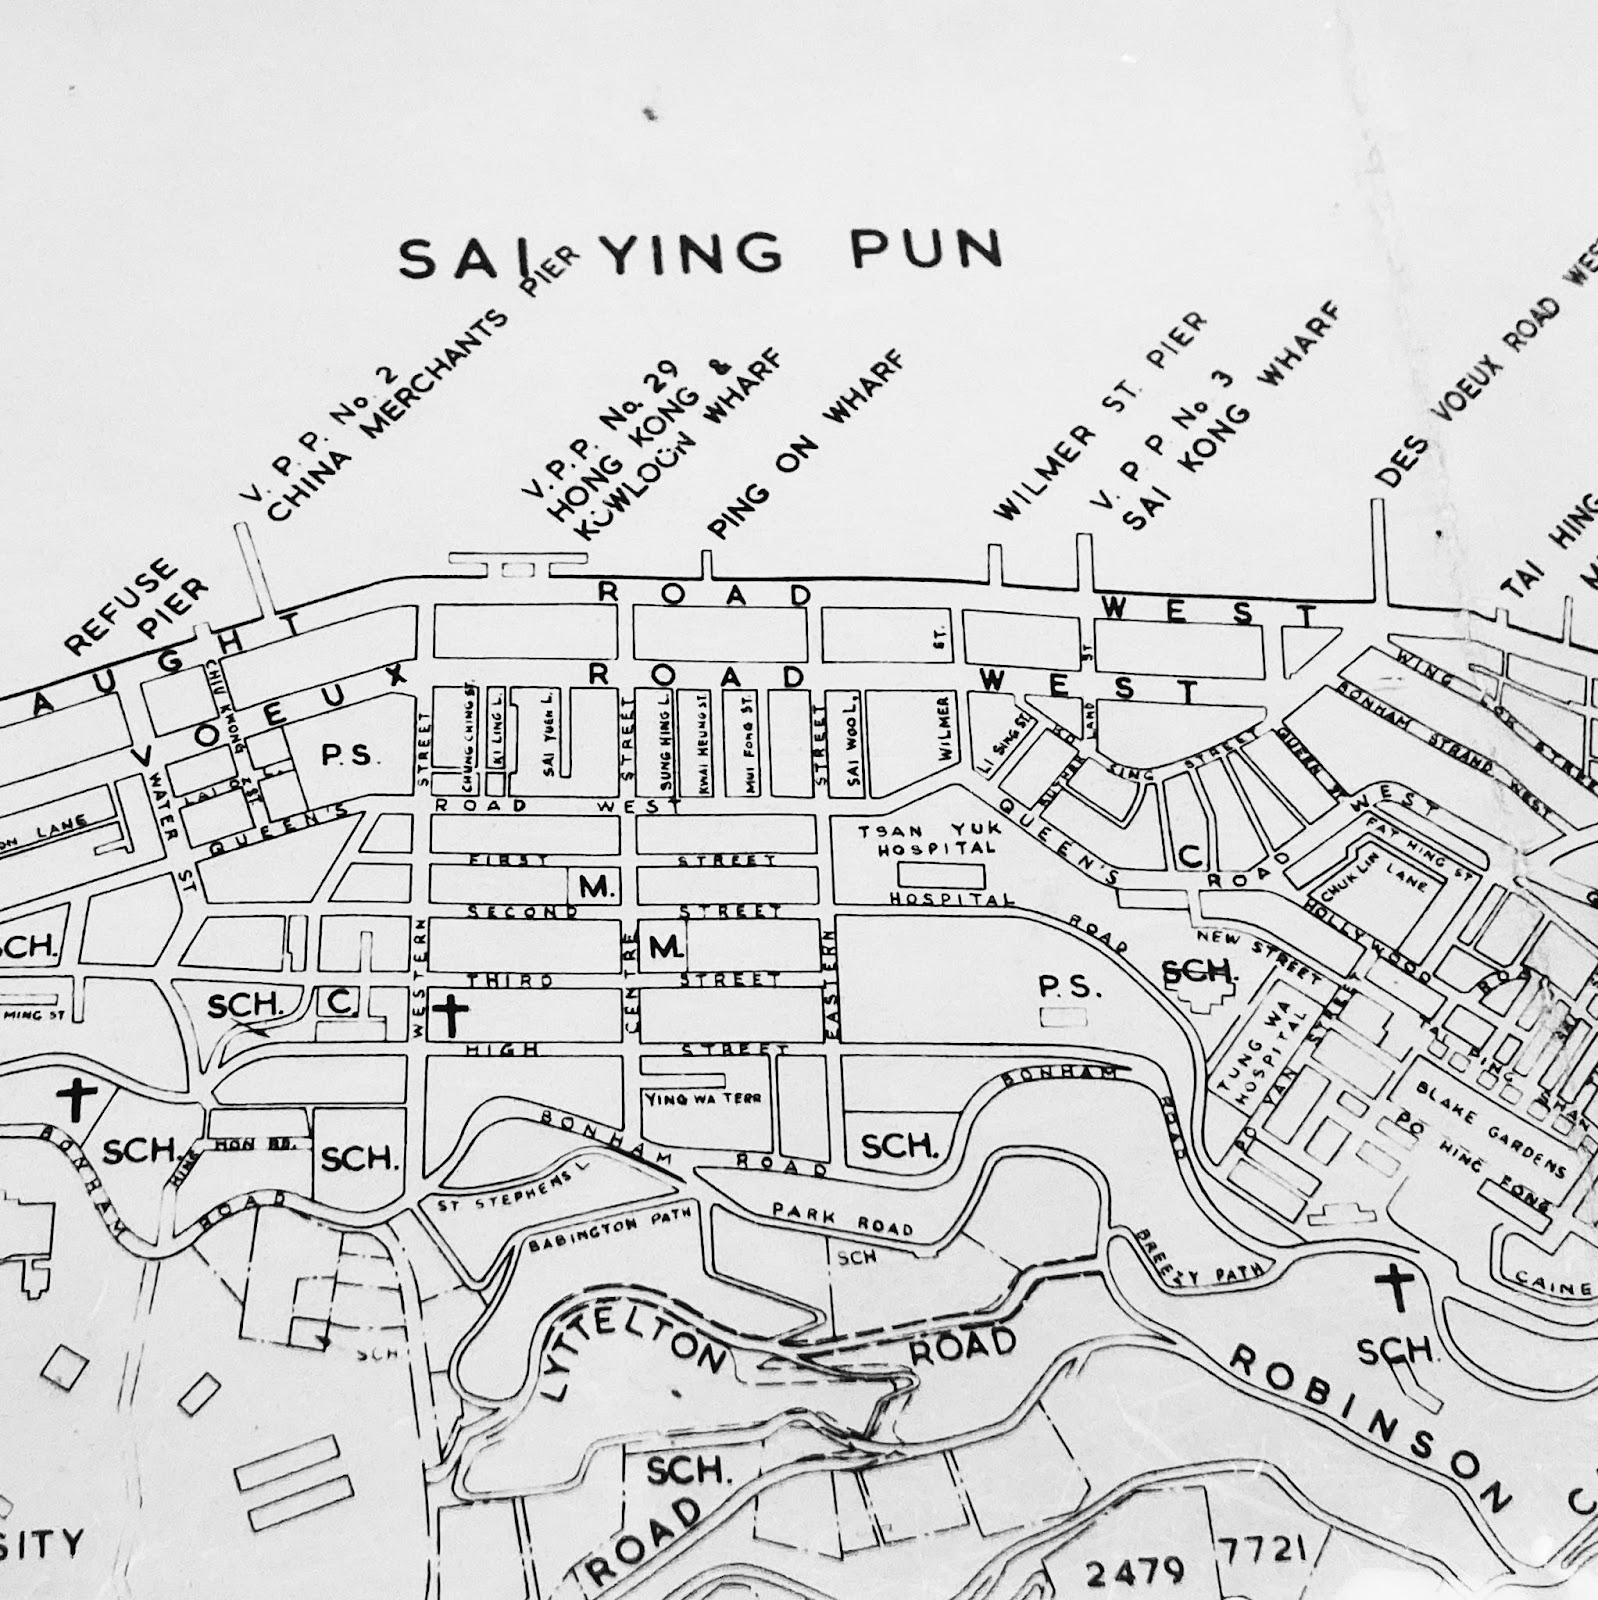 SAI YING PUN
REFUSE
PIER
V. P. P. No. 2
CHINA MERCHANTS PIER
V. P. P. No. 29
HONG KONG &
KOWLOON WHARF
PING ON WHARF
WILMER ST. PIER
V. P. P No 3
SAI KONG WHARF
DES VOEUX ROAD WES
TAI HING
AUGHT ROAD WEST
VOEUX ROAD WEST
CHIU KWONG ST.
P.S.
STREET
CHUNG CHING ST.
KI LING L.
SAI YUEN L.
STREET
SUNG HING L.
KWAI HEUNG ST
MUI FONG ST.
STREET
SAI WOO L.
WILMER
ST.
LI SING ST.
LAND
ST
KO SHING STREET
SUTHERLAND
QUEEN ST
WING LOK STREET
BONHAM STRAND WEST
WATER ST
ON LANE
QUEEN'S ROAD WEST
QUEEN'S ROAD WEST
FIRST STREET
M.
SECOND STREET
M.
THIRD STREET
HIGH STREET
WESTERN
CENTRE
EASTERN
TSAN YUK
HOSPITAL
HOSPITAL ROAD
C.
FAT HING ST
CHUK LIN LANE
HOLLYWOOD ROAD
NEW STREET
SCH.
P.S.
TUNG WA
HOSPITAL
PO YAN STREET
TAI PING SHAN
BLAKE GARDENS
PO HING FONG
SCH.
SCH.
C.
MING ST
YING WA TERR
BONHAM ROAD
SCH.
HING HON RD.
SCH.
BONHAM ROAD
BONHAM ROAD
SCH.
ST STEPHENS L
BABINGTON PATH
PARK ROAD
SCH
SCH
BREEZY PATH
CAINE
LYTTELTON ROAD
SCH.
ROBINSON
SCH.
ROAD
SITY
2479
7721